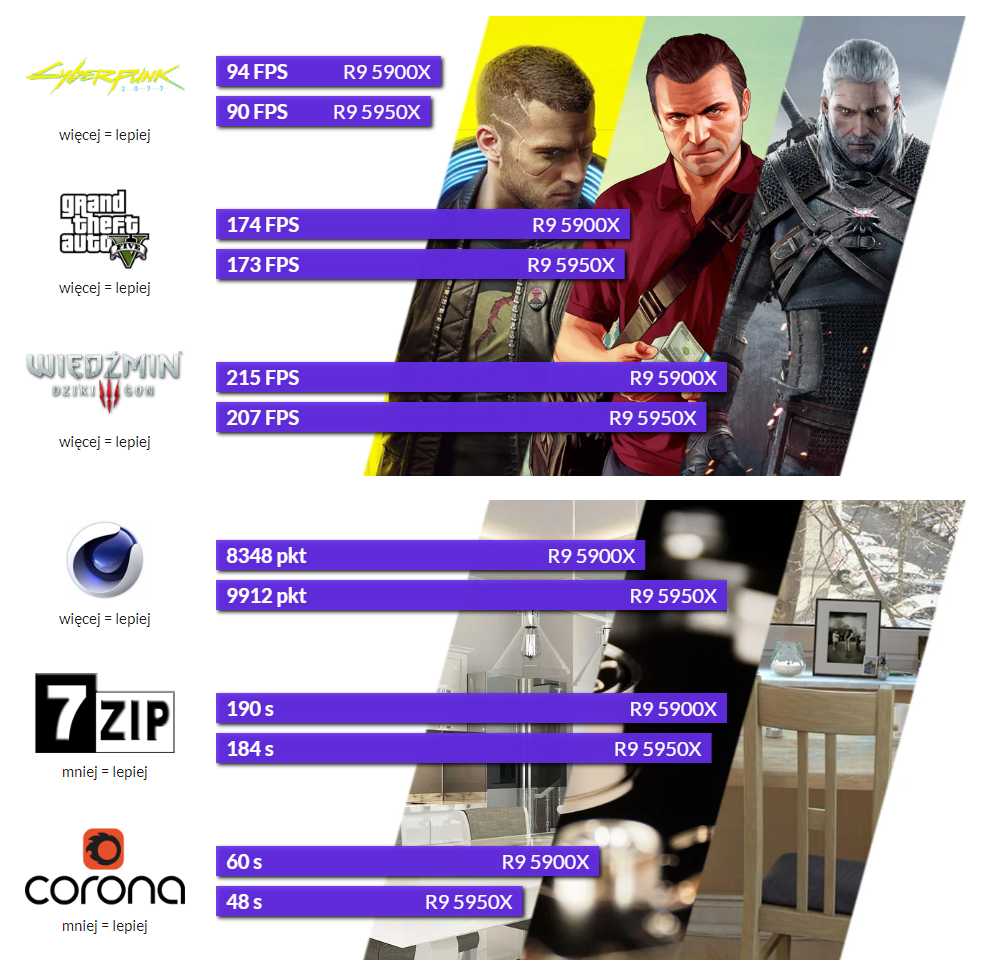 Cyberpunk
2077
94 FPS R9 5900X
90 FPS R9 5950X
więcej = lepiej
grand
theft
auto
FIVE
V
174 FPS R9 5900X
173 FPS R9 5950X
więcej = lepiej
WIEDŹMIN
DZIKI GON
215 FPS R9 5900X
207 FPS R9 5950X
więcej = lepiej
8348 pkt R9 5900X
9912 pkt R9 5950X
więcej = lepiej
7ZIP
190 s R9 5900X
184 s R9 5950X
mniej = lepiej
corona
60 s R9 5900X
48 s R9 5950X
mniej = lepiej